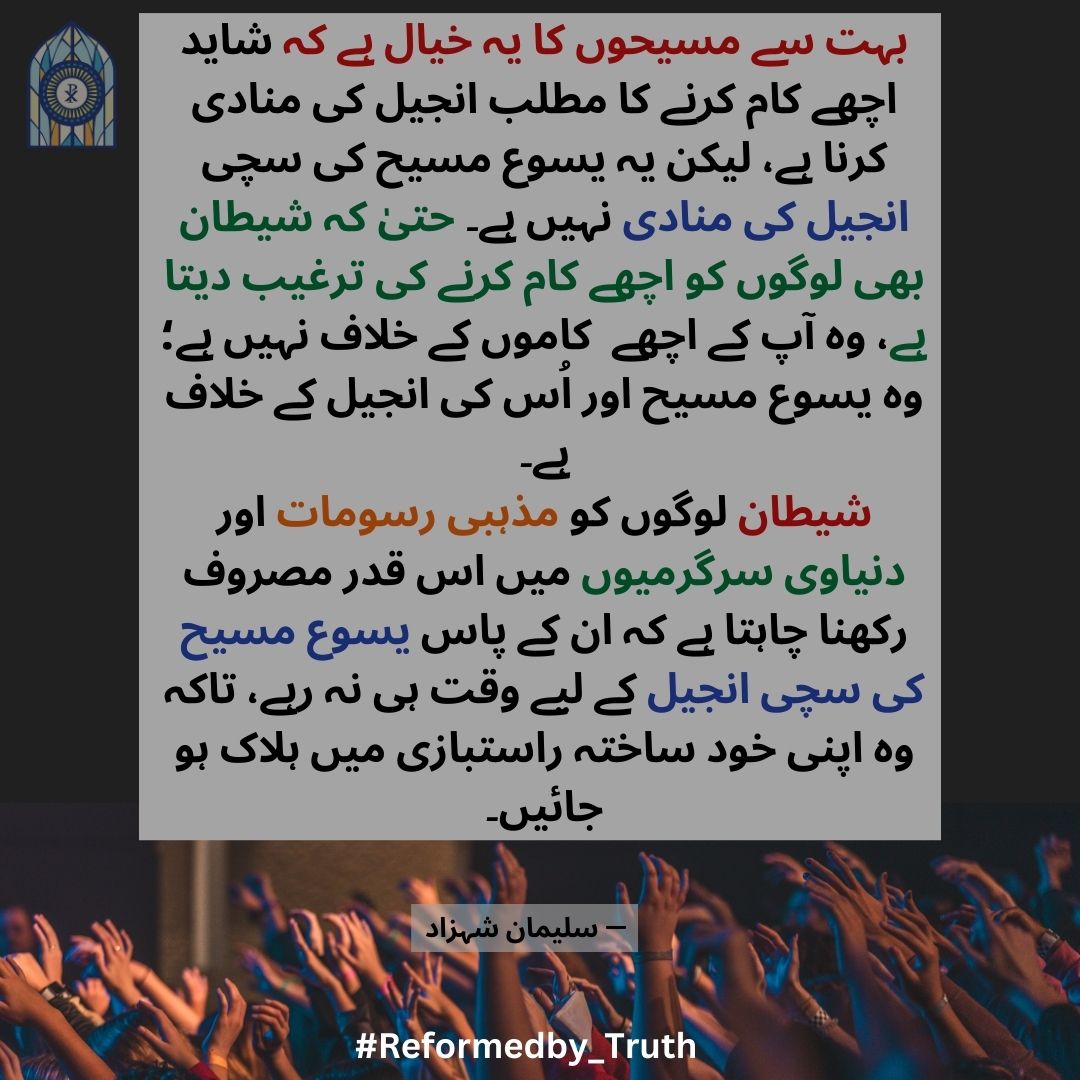 بہت سے مسیحوں کا یہ خیال ہے کہ شاید
اچھے کام کرنے کا مطلب انجیل کی منادی
کرنا ہے، لیکن یہ یسوع مسیح کی سچی
انجیل کی منادی نہیں ہے۔ حتیٰ کہ شیطان
بھی لوگوں کو اچھے کام کرنے کی ترغیب دیتا
ہے، وہ آپ کے اچھے کاموں کے خلاف نہیں ہے؛
وہ یسوع مسیح اور اُس کی انجیل کے خلاف
ہے۔
شیطان لوگوں کو مذہبی رسومات اور
دنیاوی سرگرمیوں میں اس قدر مصروف
رکھنا چاہتا ہے کہ ان کے پاس یسوع مسیح
کی سچی انجیل کے لیے وقت ہی نہ رہے، تاکہ
وہ اپنی خود ساختہ راستبازی میں ہلاک ہو
جائیں۔
— سلیمان شہزاد
#Reformedby_Truth